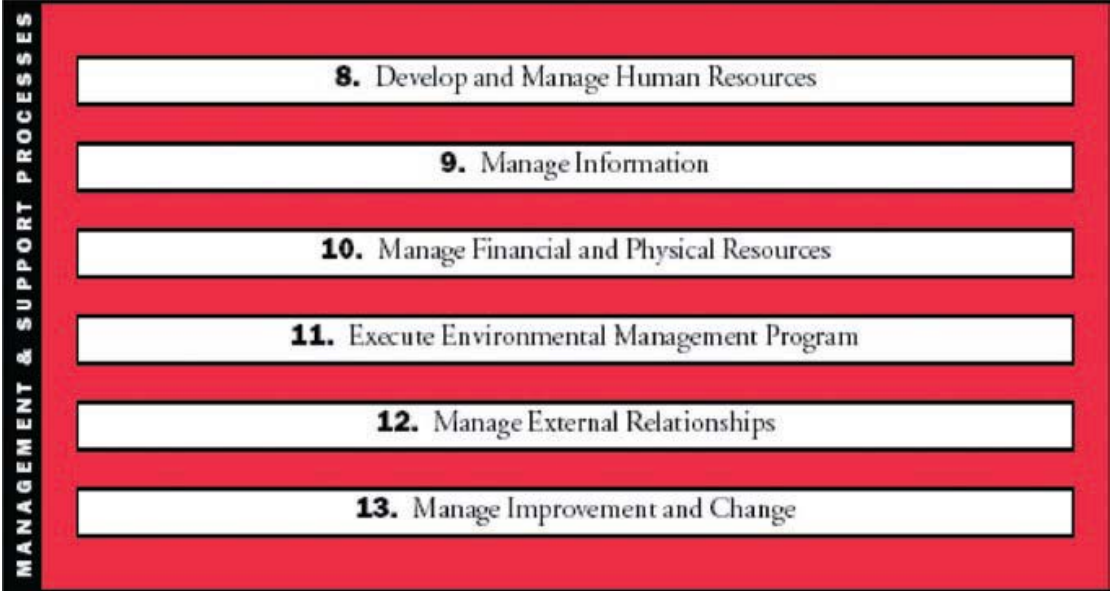 MANAGEMENT & SUPPORT PROCESSES
8. Develop and Manage Human Resources
9. Manage Information
10. Manage Financial and Physical Resources
11. Execute Environmental Management Program
12. Manage External Relationships
13. Manage Improvement and Change